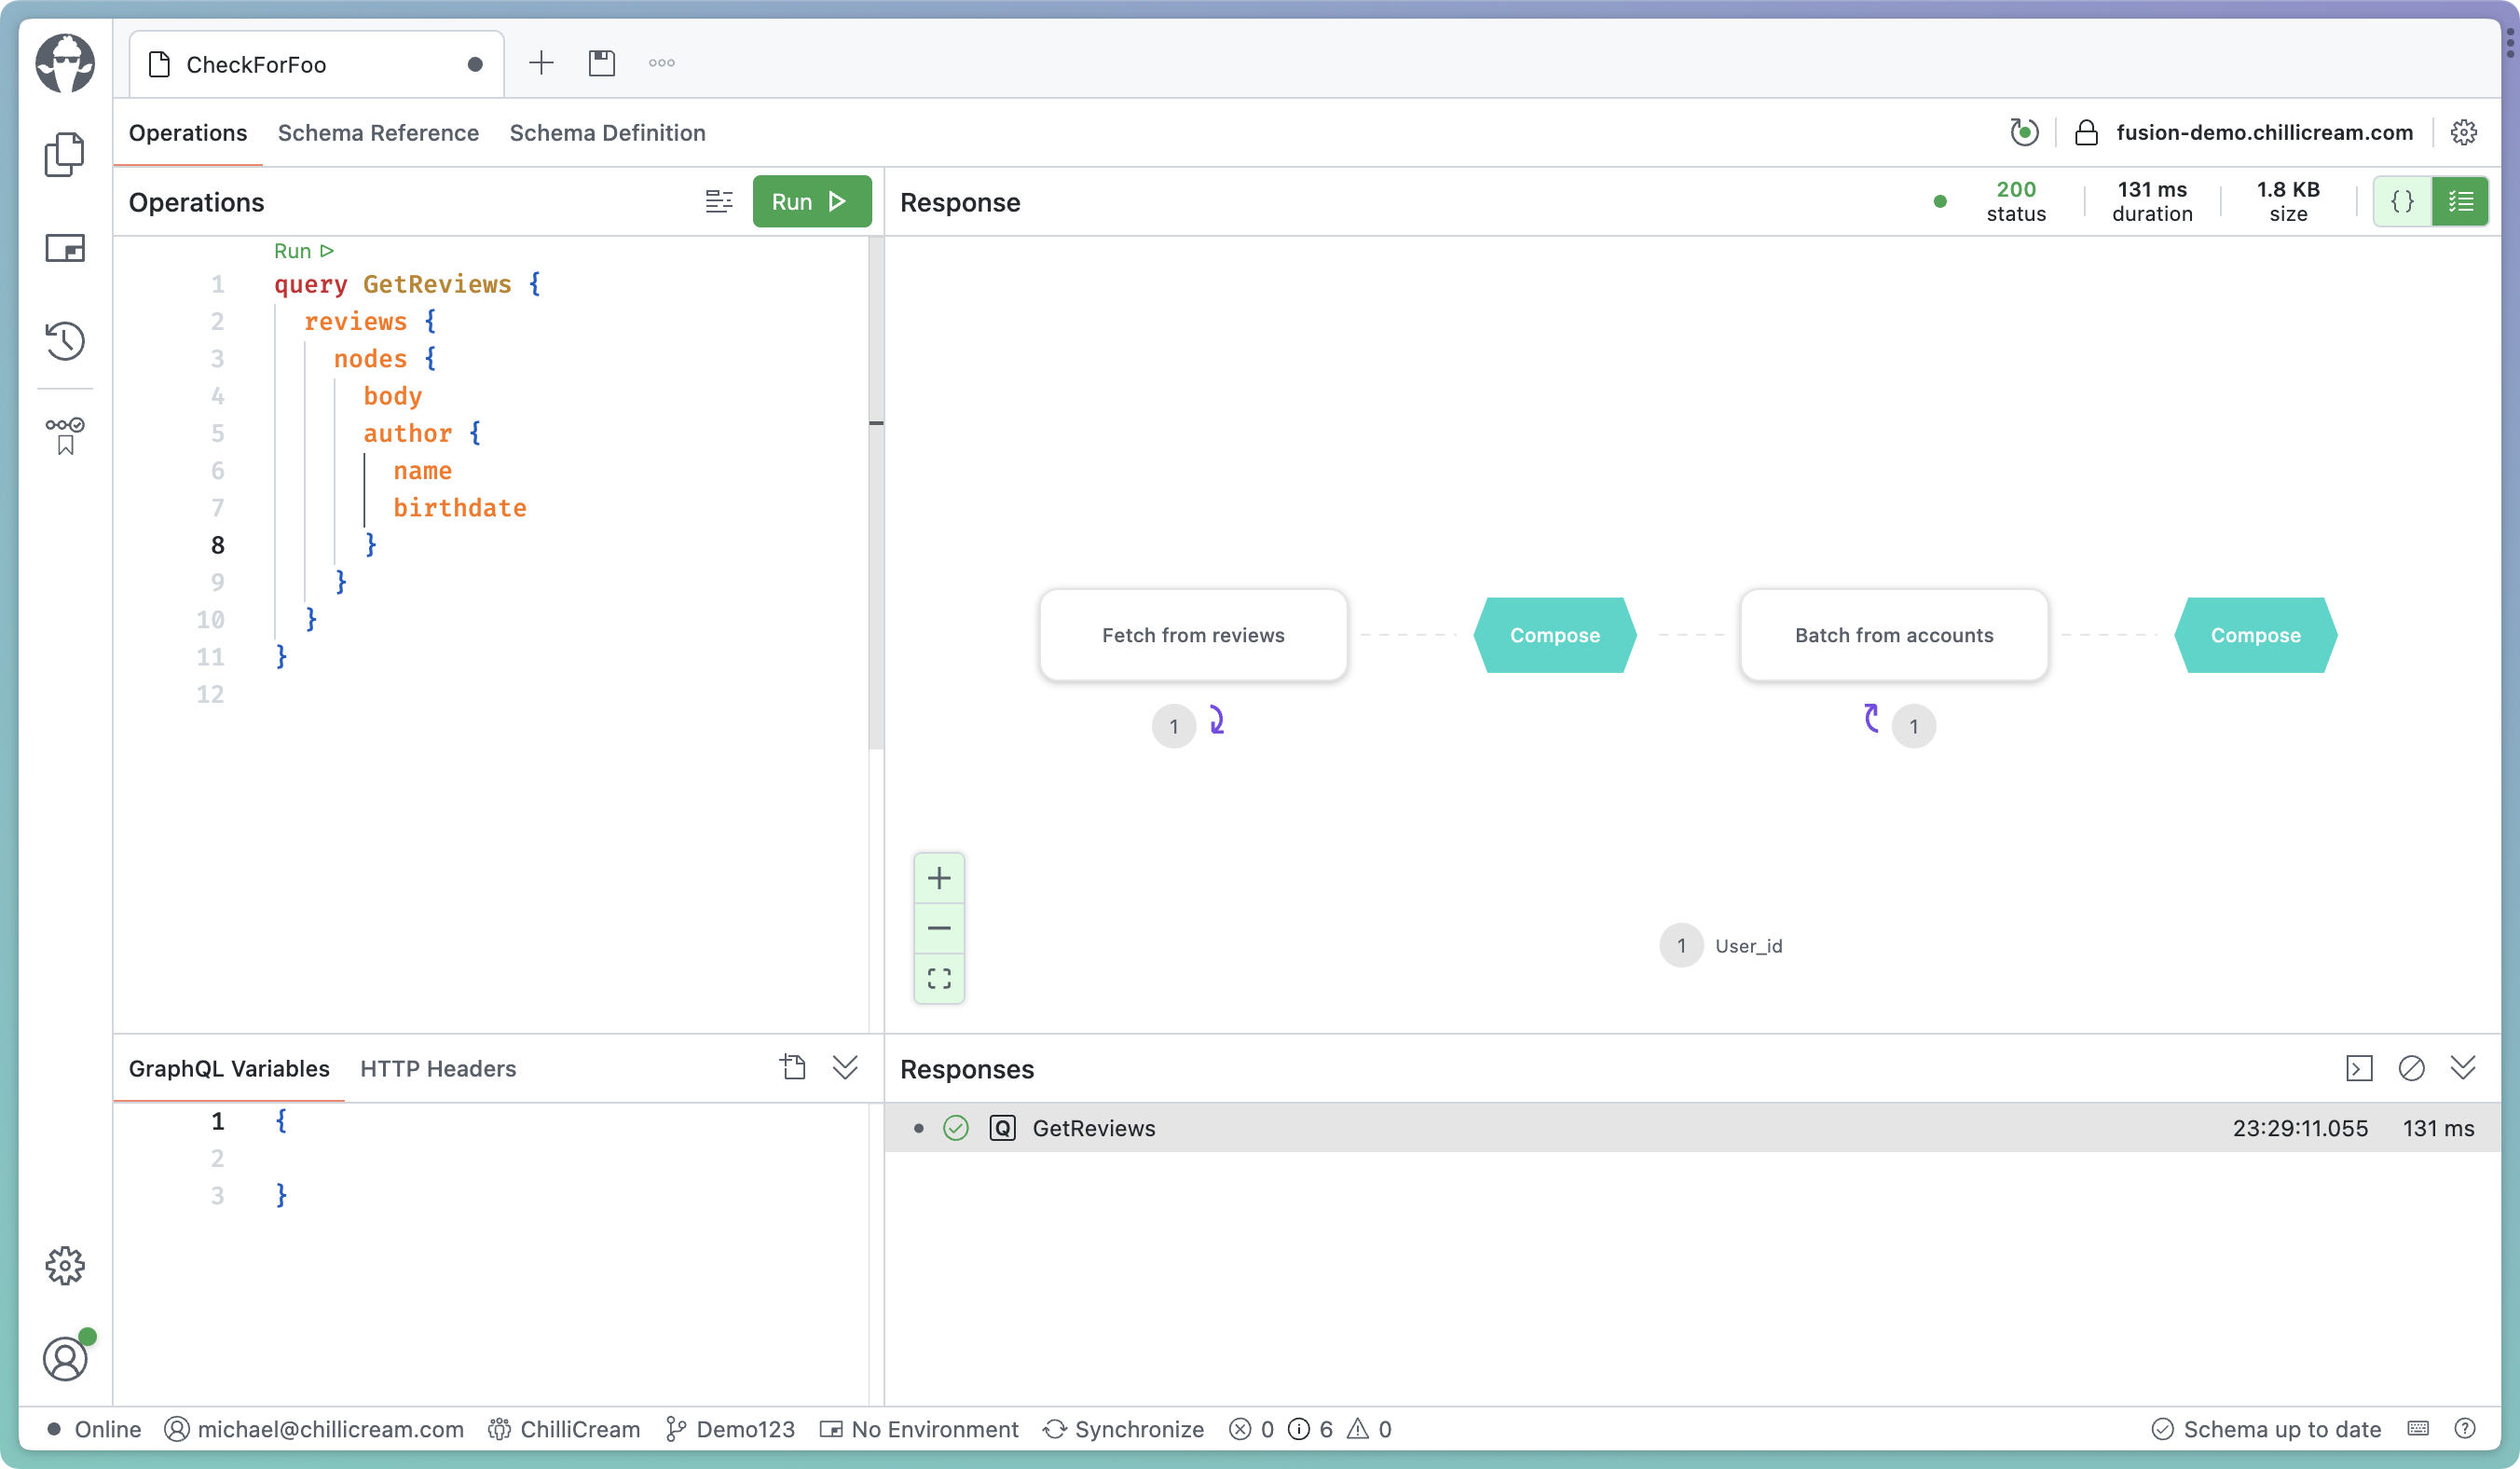 CheckForFoo
Operations Schema Reference Schema Definition
fusion-demo.chillicream.com
Operations
Run
Run
1 query GetReviews {
2 reviews {
3 nodes {
4 body
5 author {
6 name
7 birthdate
8 }
9 }
10 }
11 }
12
Response
200 status
131 ms duration
1.8 KB size
{ }
Fetch from reviews
Compose
Batch from accounts
Compose
1
1
1 User_id
GraphQL Variables HTTP Headers
1 {
2
3 }
Responses
Q GetReviews 23:29:11.055 131 ms
Online michael@chillicream.com ChilliCream Demo123 No Environment Synchronize 0 6 0 Schema up to date